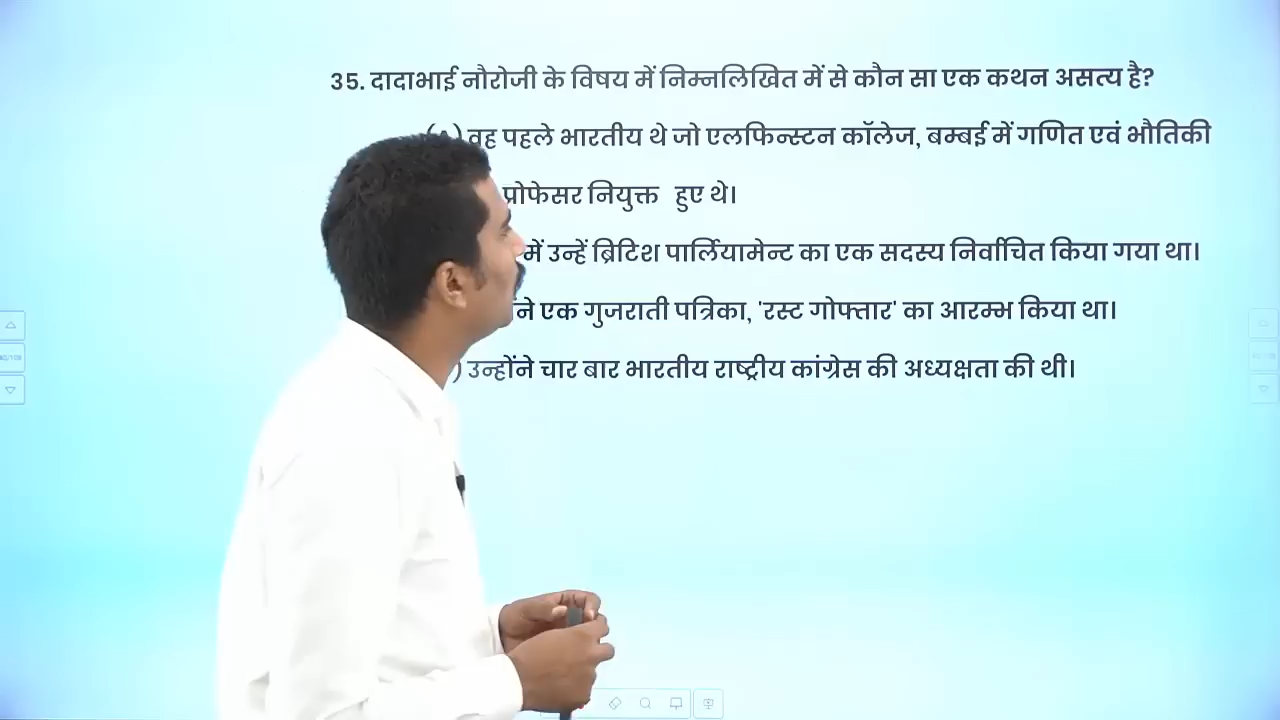 35. दादाभाई नौरोजी के विषय में निम्नलिखित में से कौन सा एक कथन असत्य है?
वह पहले भारतीय थे जो एलफिन्स्टन कॉलेज, बम्बई में गणित एवं भौतिकी
प्रोफेसर नियुक्त हुए थे।
में उन्हें ब्रिटिश पार्लियामेन्ट का एक सदस्य निर्वाचित किया गया था।
ने एक गुजराती पत्रिका, 'रस्ट गोफ्तार' का आरम्भ किया था।
) उन्होंने चार बार भारतीय राष्ट्रीय कांग्रेस की अध्यक्षता की थी।